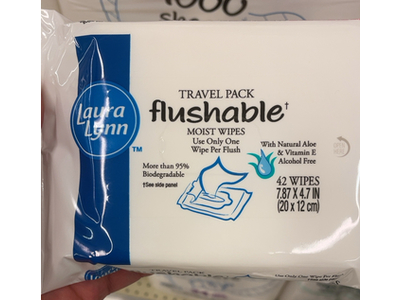 1000
TRAVEL PACK
flushable†
MOIST WIPES
Use Only One
Wipe Per Flush
Laura
Lynn
TM
With Natural Aloe
& Vitamin E
Alcohol Free
More than 95%
Biodegradable
†See side panel
42 WIPES
7.87 X 4.7 IN
(20 x 12 cm)